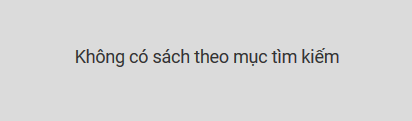 Không có sách theo mục tìm kiếm